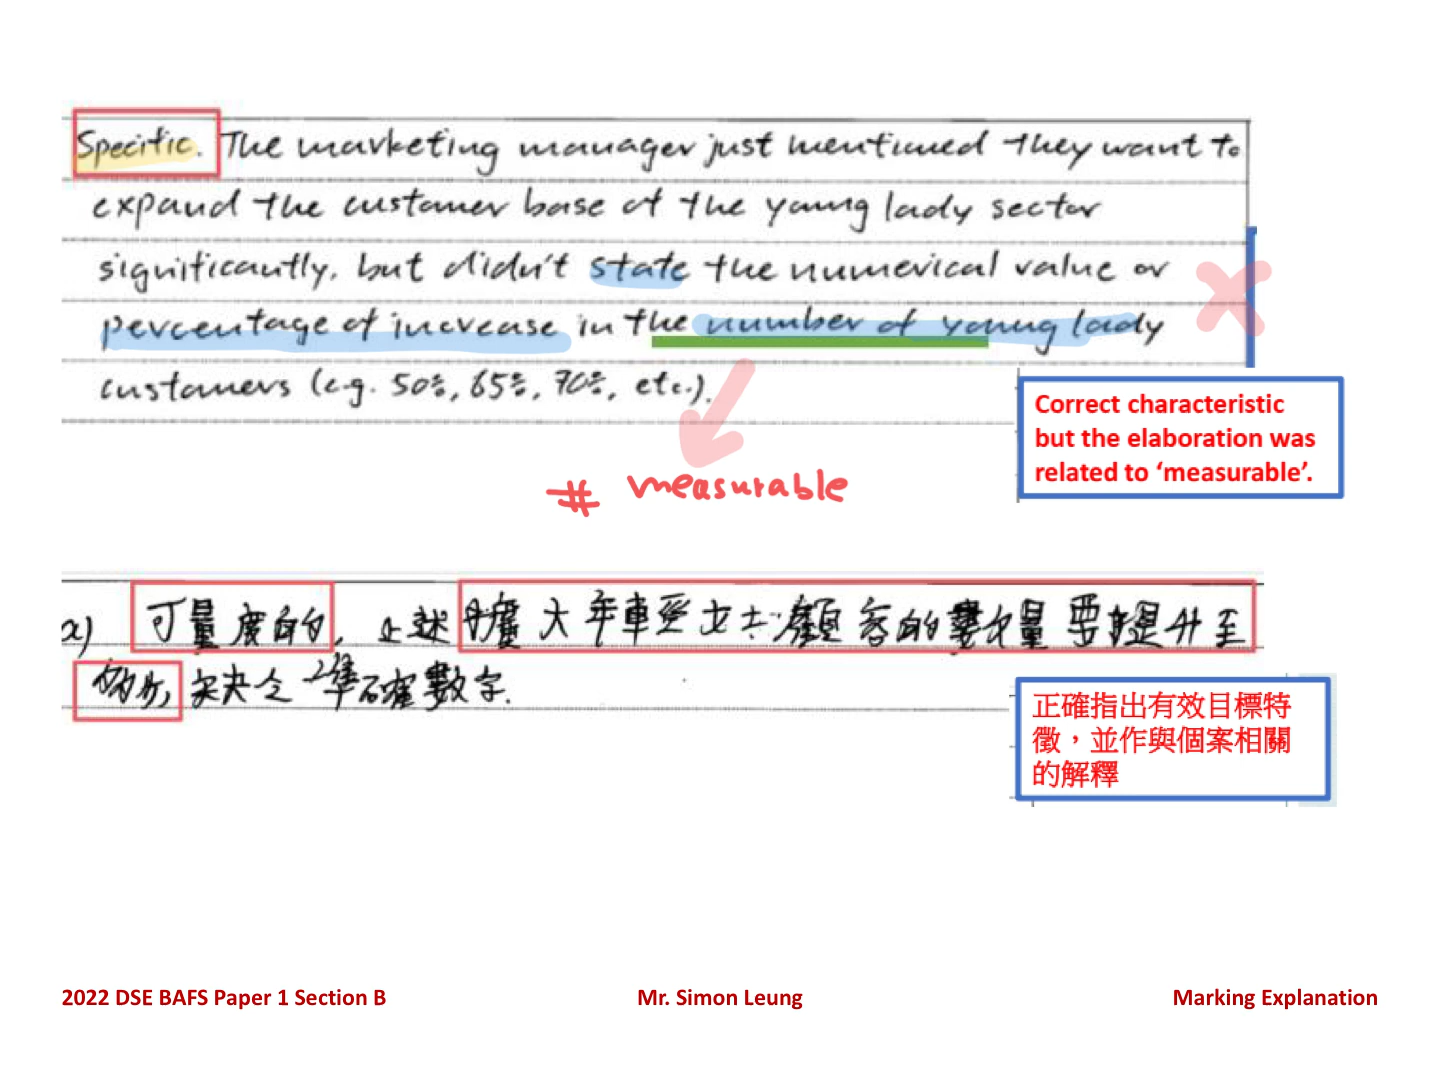 Specific. The marketing manager just mentioned they want to
expand the customer base of the young lady sector
significantly, but didn't state the numerical value or
percentage of increase in the number of young lady
customers (e.g. 50%, 65%, 70%, etc.).
Correct characteristic
but the elaboration was
related to ‘measurable’.
# measurable
a) 可量度的, 上述擴大年輕女士顧客的數量要提升至
缺乏準確數字.
正確指出有效目標特
徵，並作與個案相關
的解釋
2022 DSE BAFS Paper 1 Section B
Mr. Simon Leung
Marking Explanation